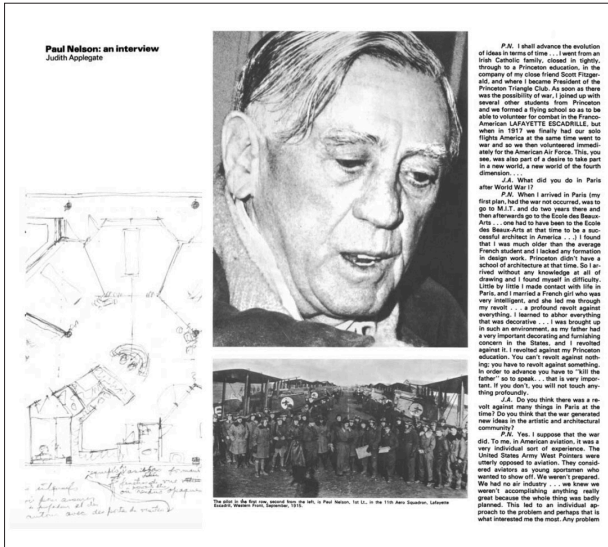 Paul Nelson: an interview
Judith Applegate
P.N. I shall advance the evolution
of ideas in terms of time . . . I went from an
Irish Catholic family, closed in tightly,
through to a Princeton education, in the
company of my close friend Scott Fitzger-
ald, and where I became President of the
Princeton Triangle Club. As soon as there
was the possibility of war, I joined up with
several other students from Princeton
and we formed a flying school so as to be
able to volunteer for combat in the Franco-
American LAFAYETTE ESCADRILLE, but
when in 1917 we finally had our solo
flights America at the same time went to
war and so we then volunteered immedi-
ately for the American Air Force. This, you
see, was also part of a desire to take part
in a new world, a new world of the fourth
dimension. . . .
J.A. What did you do in Paris
after World War I?
P.N. When I arrived in Paris (my
first plan, had the war not occurred, was to
go to M.I.T. and do two years there and
then afterwards go to the Ecole des Beaux-
Arts . . . one had to have been to the Ecole
des Beaux-Arts at that time to be a suc-
cessful architect in America . . .) I found
that I was much older than the average
French student and I lacked any formation
in design work. Princeton didn't have a
school of architecture at that time. So I ar-
rived without any knowledge at all of
drawing and I found myself in difficulty.
Little by little I made contact with life in
Paris, and I married a French girl who was
very intelligent, and she led me through
my revolt . . . a profound revolt against
everything. I learned to abhor everything
that was decorative . . . I was brought up
in such an environment, as my father had
a very important decorating and furnishing
concern in the States, and I revolted
against it. I revolted against my Princeton
education. You can't revolt against noth-
ing; you have to revolt against something.
In order to advance you have to "kill the
father" so to speak. . . that is very impor-
tant. If you don't, you will not touch any-
thing profoundly.
J.A. Do you think there was a re-
volt against many things in Paris at the
time? Do you think that the war generated
new ideas in the artistic and architectural
community?
P.N. Yes. I suppose that the war
did. To me, in American aviation, it was a
very individual sort of experience. The
United States Army West Pointers were
utterly opposed to aviation. They consid-
ered aviators as young sportsmen who
wanted to show off. We weren't prepared.
We had no air industry . . . we knew we
weren't accomplishing anything really
great because the whole thing was badly
planned. It led to an individual ap-
proach to the problem and perhaps that is
what interested me the most. Any problem
The pilot in the first row, second from the left, is Paul Nelson, 1st Lt., in the 11th Aero Squadron, Lafayette
Escadril, Western Front, September, 1918.